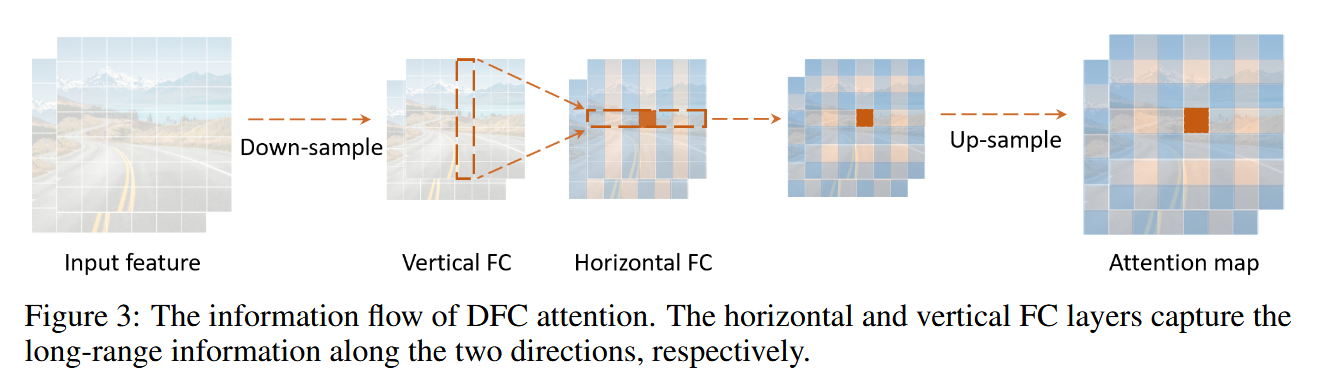 Down-sample
Up-sample
Input feature
Vertical FC
Horizontal FC
Attention map
Figure 3: The information flow of DFC attention. The horizontal and vertical FC layers capture the
long-range information along the two directions, respectively.